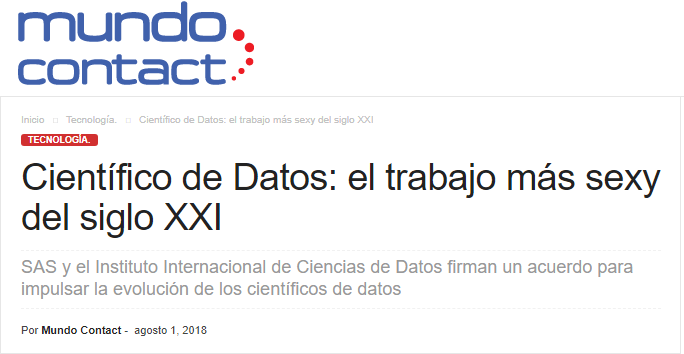 mundo
contact
Inicio :: Tecnología. :: Científico de Datos: el trabajo más sexy del siglo XXI
TECNOLOGÍA.
Científico de Datos: el trabajo más sexy
del siglo XXI
SAS y el Instituto Internacional de Ciencias de Datos firman un acuerdo para
impulsar la evolución de los científicos de datos
Por Mundo Contact - agosto 1, 2018